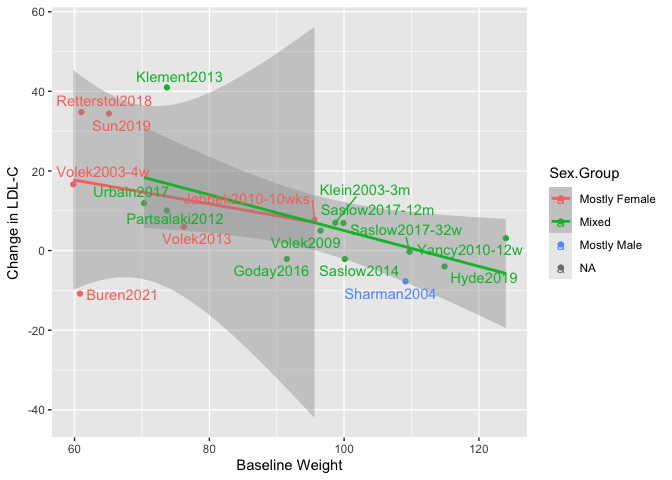 60
40
20
0
-20
-40
Change in LDL-C
60
80
100
120
Baseline Weight
Klement2013
Retterstol2018
Sun2019
Volek2003-4w
Urbain2017
Partsalaki2012
Volek2013
Klein2003-3m
Saslow2017-12m
Saslow2017-32w
Volek2009
Yancy2010-12w
Goday2016
Saslow2014
Hyde2019
Sharman2004
Buren2021
Sex.Group
Mostly Female
Mixed
Mostly Male
NA